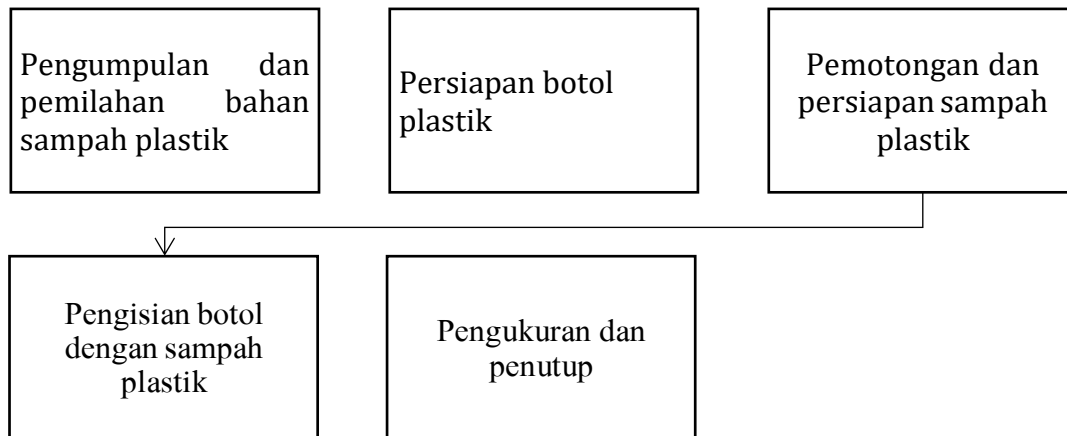 Pengumpulan dan
pemilahan bahan
sampah plastik
Persiapan botol
plastik
Pemotongan dan
persiapan sampah
plastik
Pengisian botol
dengan sampah
plastik
Pengukuran dan
penutup